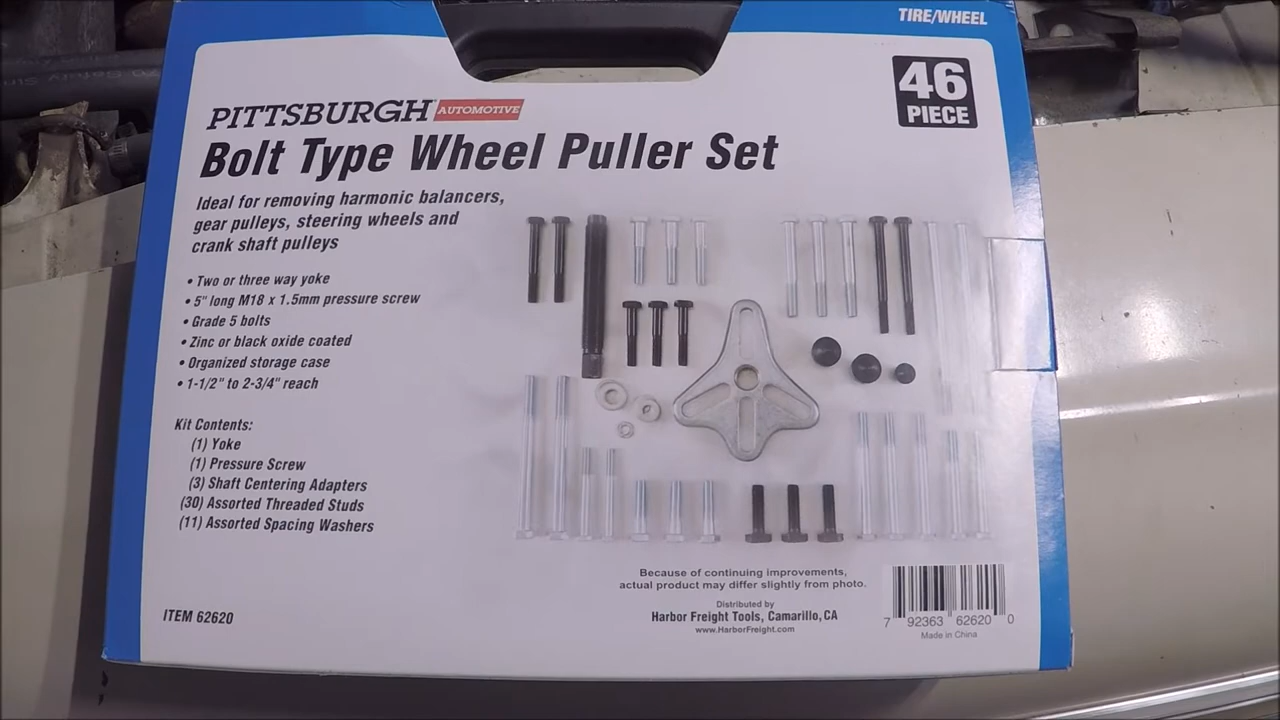 TIRE/WHEEL
46
PIECE
PITTSBURGH AUTOMOTIVE
Bolt Type Wheel Puller Set
Ideal for removing harmonic balancers,
gear pulleys, steering wheels and
crank shaft pulleys
• Two or three way yoke
• 5" long M18 x 1.5mm pressure screw
• Grade 5 bolts
• Zinc or black oxide coated
• Organized storage case
• 1-1/2" to 2-3/4" reach
Kit Contents:
(1) Yoke
(1) Pressure Screw
(3) Shaft Centering Adapters
(30) Assorted Threaded Studs
(11) Assorted Spacing Washers
ITEM 62620
Because of continuing improvements,
actual product may differ slightly from photo.
Distributed by
Harbor Freight Tools, Camarillo, CA
www.HarborFreight.com
7 92363 62620 0
Made in China